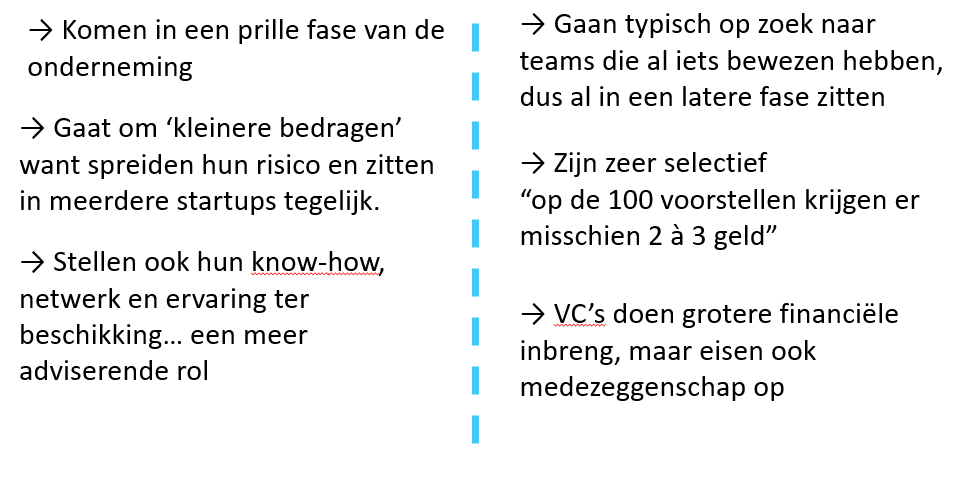 → Komen in een prille fase van de
onderneming
→ Gaat om ‘kleinere bedragen’
want spreiden hun risico en zitten
in meerdere startups tegelijk.
→ Stellen ook hun know-how,
netwerk en ervaring ter
beschikking… een meer
adviserende rol
→ Gaan typisch op zoek naar
teams die al iets bewezen hebben,
dus al in een latere fase zitten
→ Zijn zeer selectief
“op de 100 voorstellen krijgen er
misschien 2 à 3 geld”
→ VC’s doen grotere financiële
inbreng, maar eisen ook
medezeggenschap op